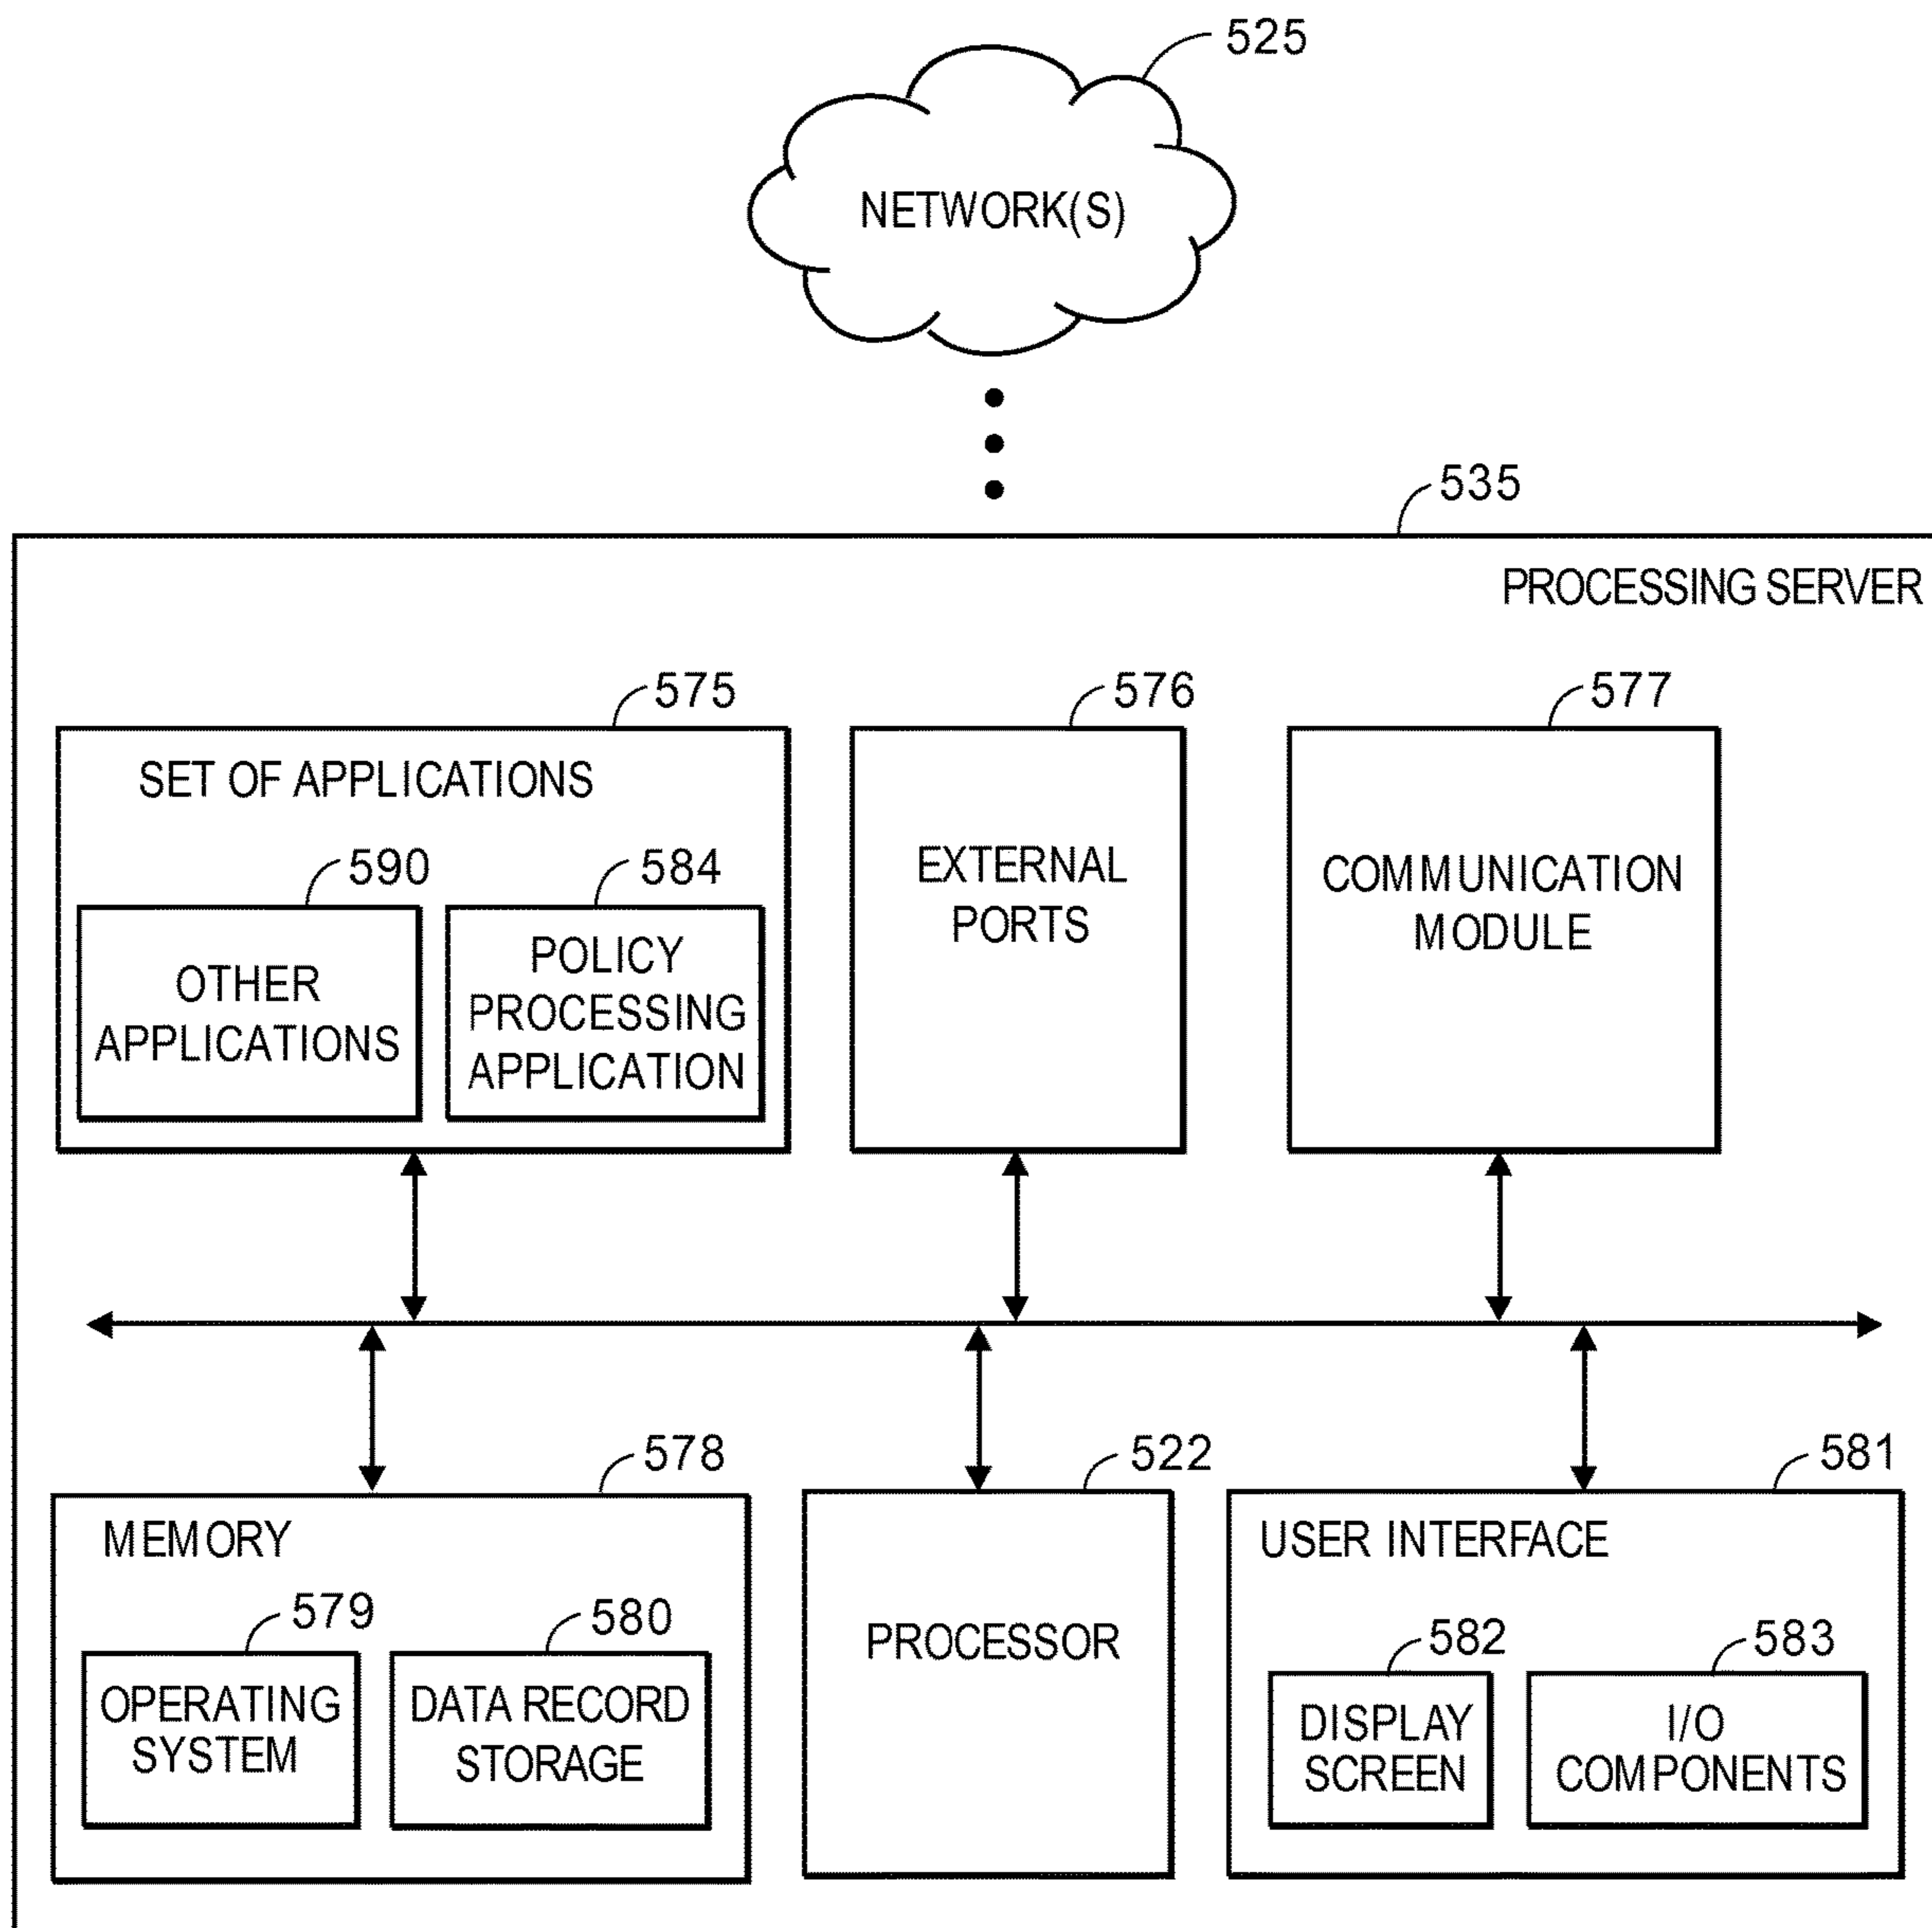 525
NETWORK(S)
535
PROCESSING SERVER
575
SET OF APPLICATIONS
590
OTHER
APPLICATIONS
584
POLICY
PROCESSING
APPLICATION
576
EXTERNAL
PORTS
577
COMMUNICATION
MODULE
578
MEMORY
579
OPERATING
SYSTEM
580
DATA RECORD
STORAGE
522
PROCESSOR
581
USER INTERFACE
582
DISPLAY
SCREEN
583
I/O
COMPONENTS